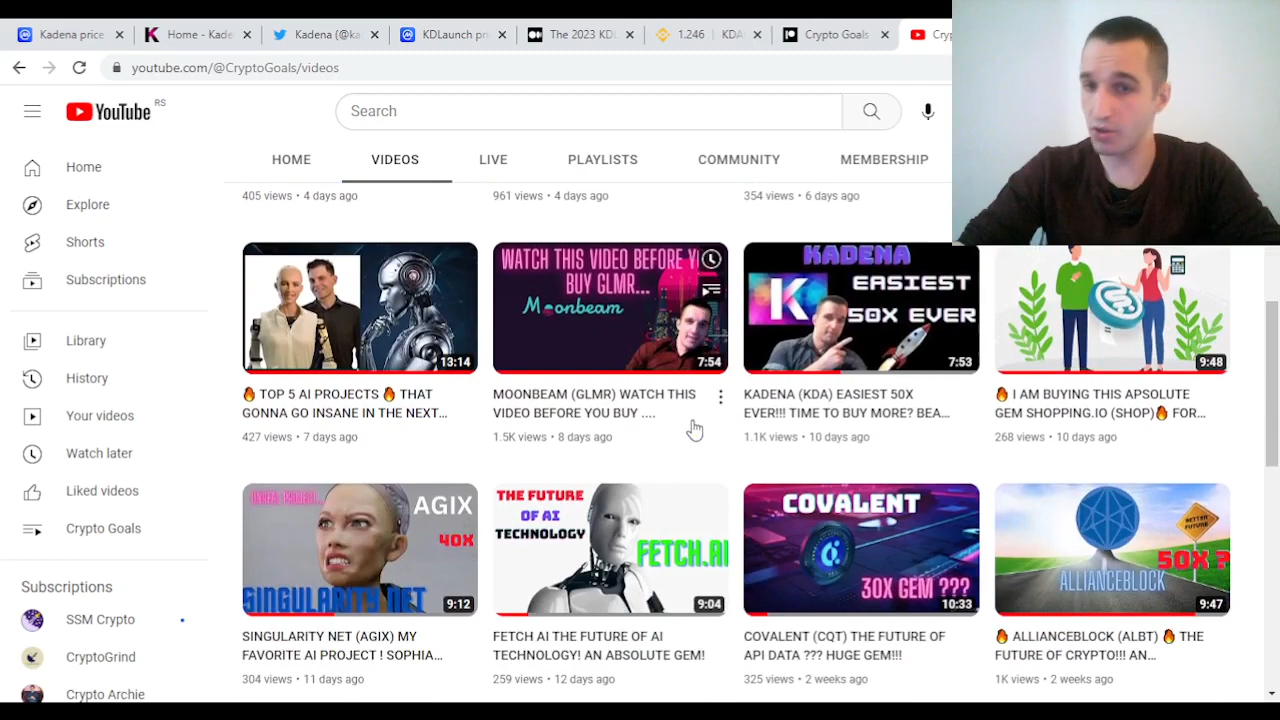 Kadena price
Home - Kade
Kadena (@ka
KDLaunch pr
The 2023 KDL
1.246 | KDA
Crypto Goals
Cry
youtube.com/@CryptoGoals/videos
YouTube RS
Search
HOME VIDEOS LIVE PLAYLISTS COMMUNITY MEMBERSHIP
405 views • 4 days ago
961 views • 4 days ago
354 views • 6 days ago
Home
Explore
Shorts
Subscriptions
Library
History
Your videos
Watch later
Liked videos
Crypto Goals
Subscriptions
SSM Crypto
CryptoGrind
Crypto Archie
13:14
🔥 TOP 5 AI PROJECTS 🔥 THAT
GONNA GO INSANE IN THE NEXT...
427 views • 7 days ago
WATCH THIS VIDEO BEFORE Y
BUY GLMR...
Moonbeam
7:54
MOONBEAM (GLMR) WATCH THIS
VIDEO BEFORE YOU BUY ....
1.5K views • 8 days ago
KADENA
EASIEST
50X EVER
K
7:53
KADENA (KDA) EASIEST 50X
EVER!!! TIME TO BUY MORE? BEA...
1.1K views • 10 days ago
9:48
🔥 I AM BUYING THIS APSOLUTE
GEM SHOPPING.IO (SHOP)🔥 FOR...
268 views • 10 days ago
UNREAL PROJECT...
AGIX
40X
SINGULARITY NET
9:12
SINGULARITY NET (AGIX) MY
FAVORITE AI PROJECT ! SOPHIA...
304 views • 11 days ago
THE FUTURE
OF AI
TECHNOLOGY
FETCH.AI
9:04
FETCH AI THE FUTURE OF AI
TECHNOLOGY! AN ABSOLUTE GEM!
259 views • 12 days ago
COVALENT
30X GEM ???
10:33
COVALENT (CQT) THE FUTURE OF
API DATA ??? HUGE GEM!!!
325 views • 2 weeks ago
BETTER
FUTURE
50X ?
ALLIANCEBLOCK
9:47
🔥 ALLIANCEBLOCK (ALBT) 🔥 THE
FUTURE OF CRYPTO!!! AN...
1K views • 2 weeks ago